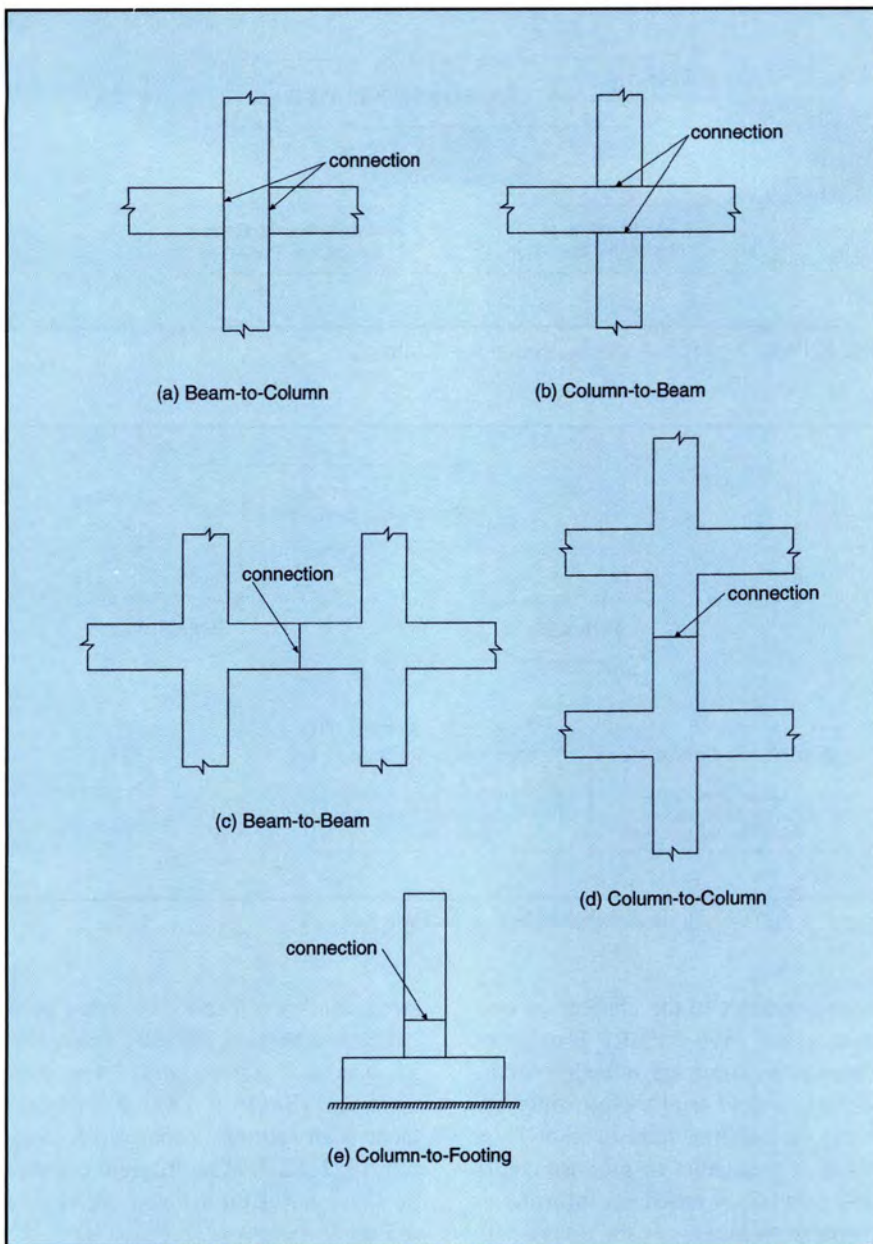 connection
connection
(a) Beam-to-Column
(b) Column-to-Beam
connection
connection
(c) Beam-to-Beam
(d) Column-to-Column
connection
(e) Column-to-Footing